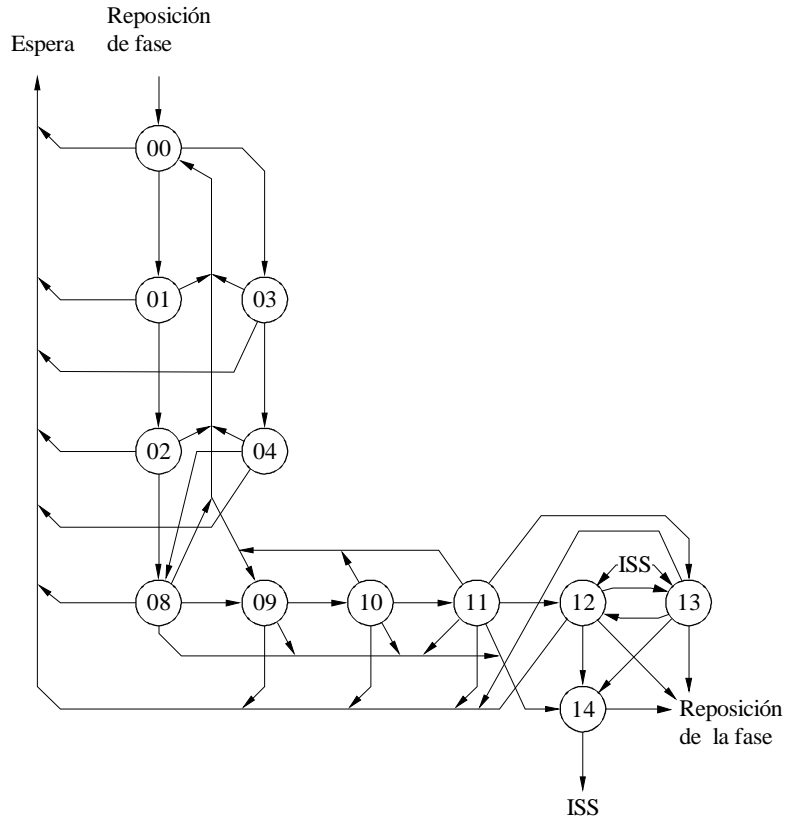 Reposición
de fase
Espera
00
01
03
02
04
ISS
08
09
10
11
12
13
14
Reposición
de la fase
ISS